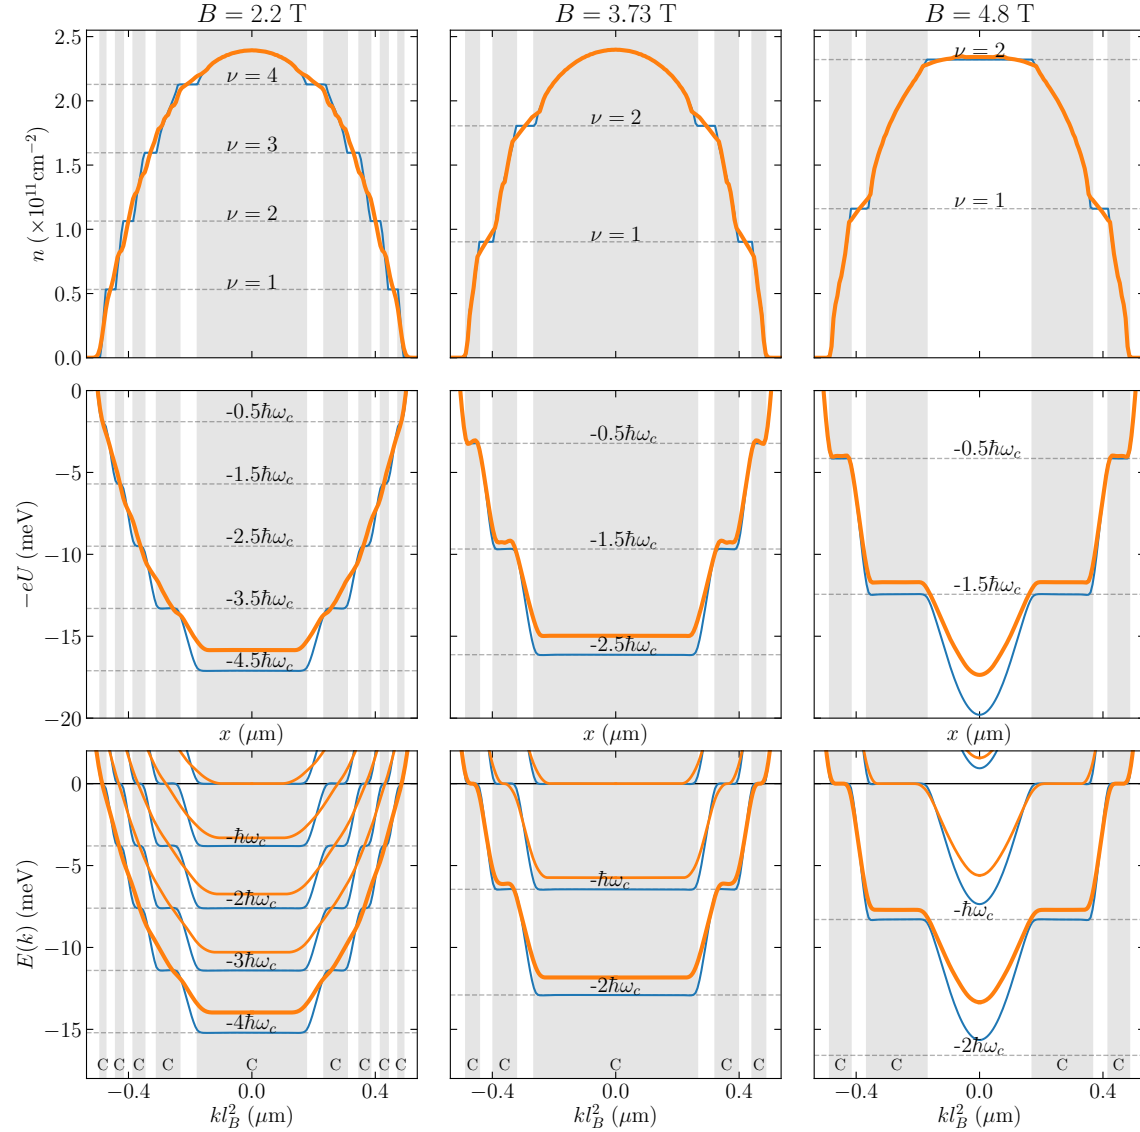 B = 2.2 T
B = 3.73 T
B = 4.8 T
n (×10¹¹cm⁻²)
2.5
2.0
1.5
1.0
0.5
0.0
ν = 4
ν = 3
ν = 2
ν = 1
ν = 2
ν = 1
ν = 2
ν = 1
−eU (meV)
0
−5
−10
−15
−20
-0.5ħω_c
-1.5ħω_c
-2.5ħω_c
-3.5ħω_c
-4.5ħω_c
-0.5ħω_c
-1.5ħω_c
-2.5ħω_c
-0.5ħω_c
-1.5ħω_c
x (μm)
x (μm)
x (μm)
E(k) (meV)
0
−5
−10
−15
-ħω_c
-2ħω_c
-3ħω_c
-4ħω_c
-ħω_c
-2ħω_c
-ħω_c
-2ħω_c
C C C C C C C C C
C C C C C
C C C C
−0.4 0.0 0.4
−0.4 0.0 0.4
−0.4 0.0 0.4
kl_B² (μm)
kl_B² (μm)
kl_B² (μm)